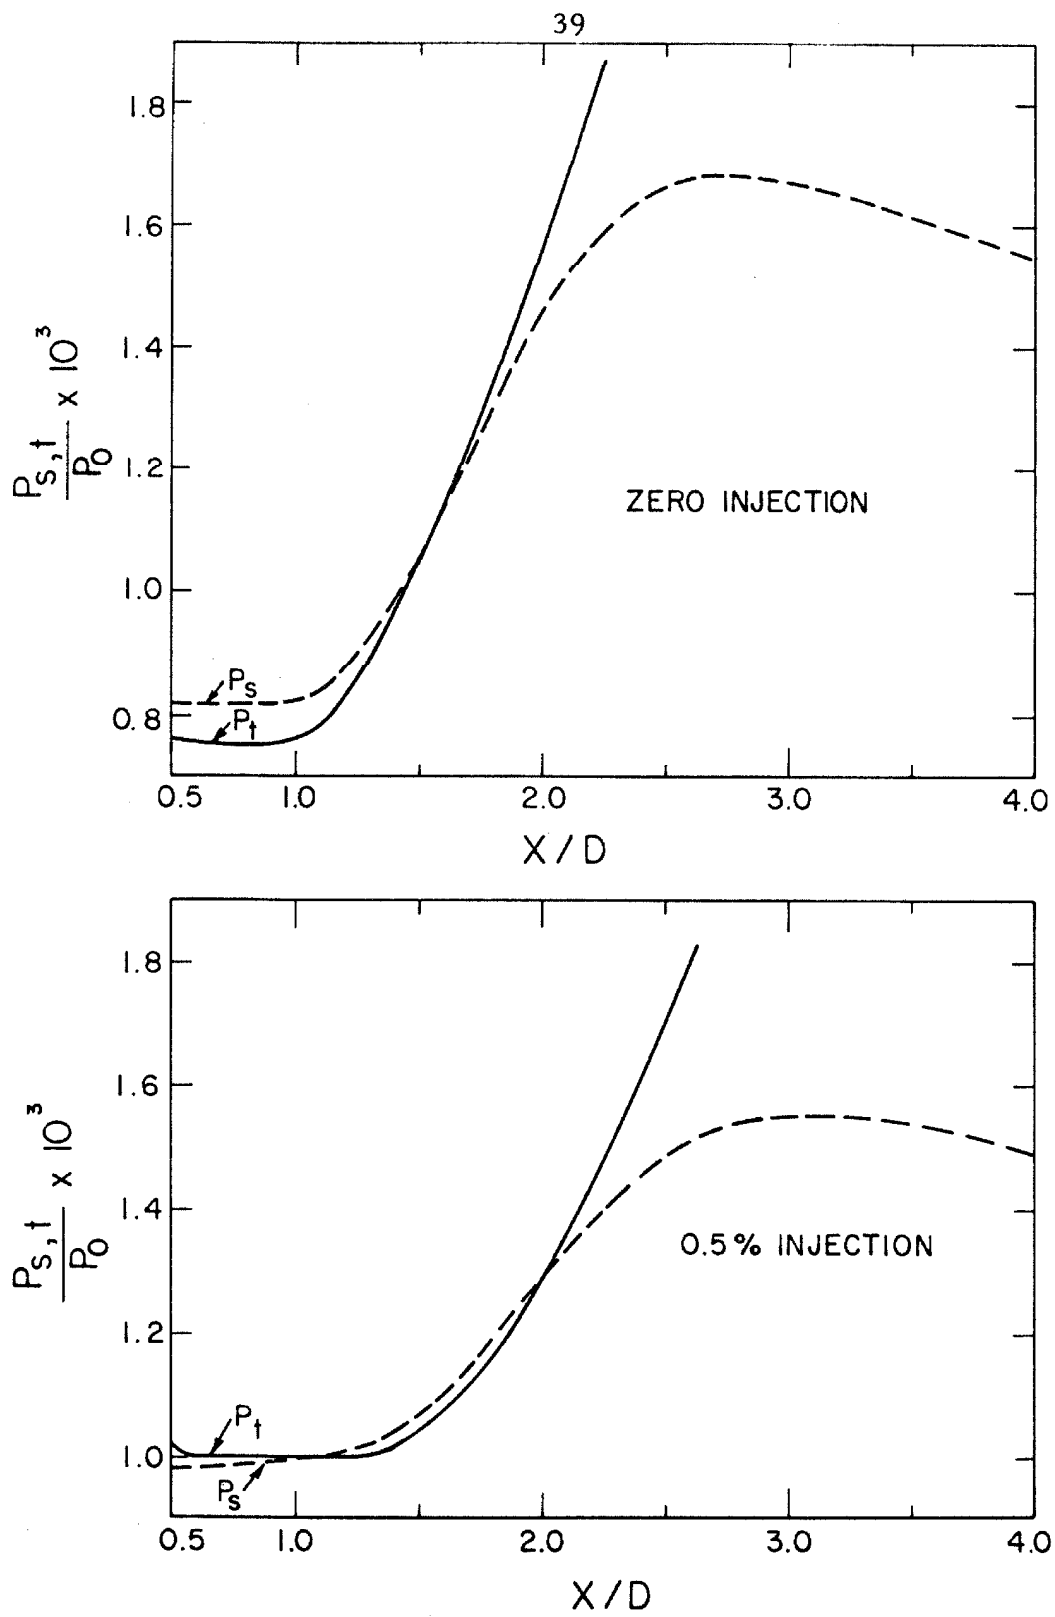 39
1.8
1.6
1.4
1.2
1.0
0.8
P_s,t / P_0 x 10^3
ZERO INJECTION
P_s
P_t
0.5 1.0 2.0 3.0 4.0
X/D
1.8
1.6
1.4
1.2
1.0
P_s,t / P_0 x 10^3
0.5% INJECTION
P_t
P_s
0.5 1.0 2.0 3.0 4.0
X/D